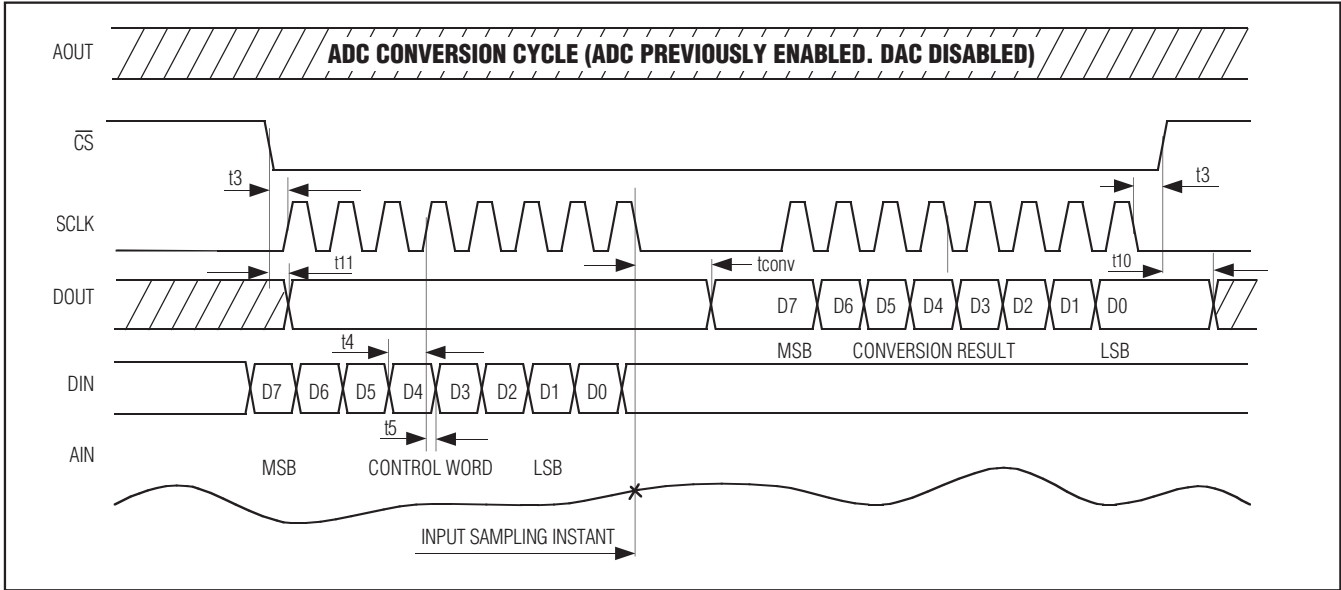 AOUT
ADC CONVERSION CYCLE (ADC PREVIOUSLY ENABLED. DAC DISABLED)
CS
t3
t3
SCLK
t11
tconv
t10
DOUT
D7 D6 D5 D4 D3 D2 D1 D0
MSB CONVERSION RESULT LSB
t4
DIN
D7 D6 D5 D4 D3 D2 D1 D0
t5
AIN
MSB CONTROL WORD LSB
INPUT SAMPLING INSTANT